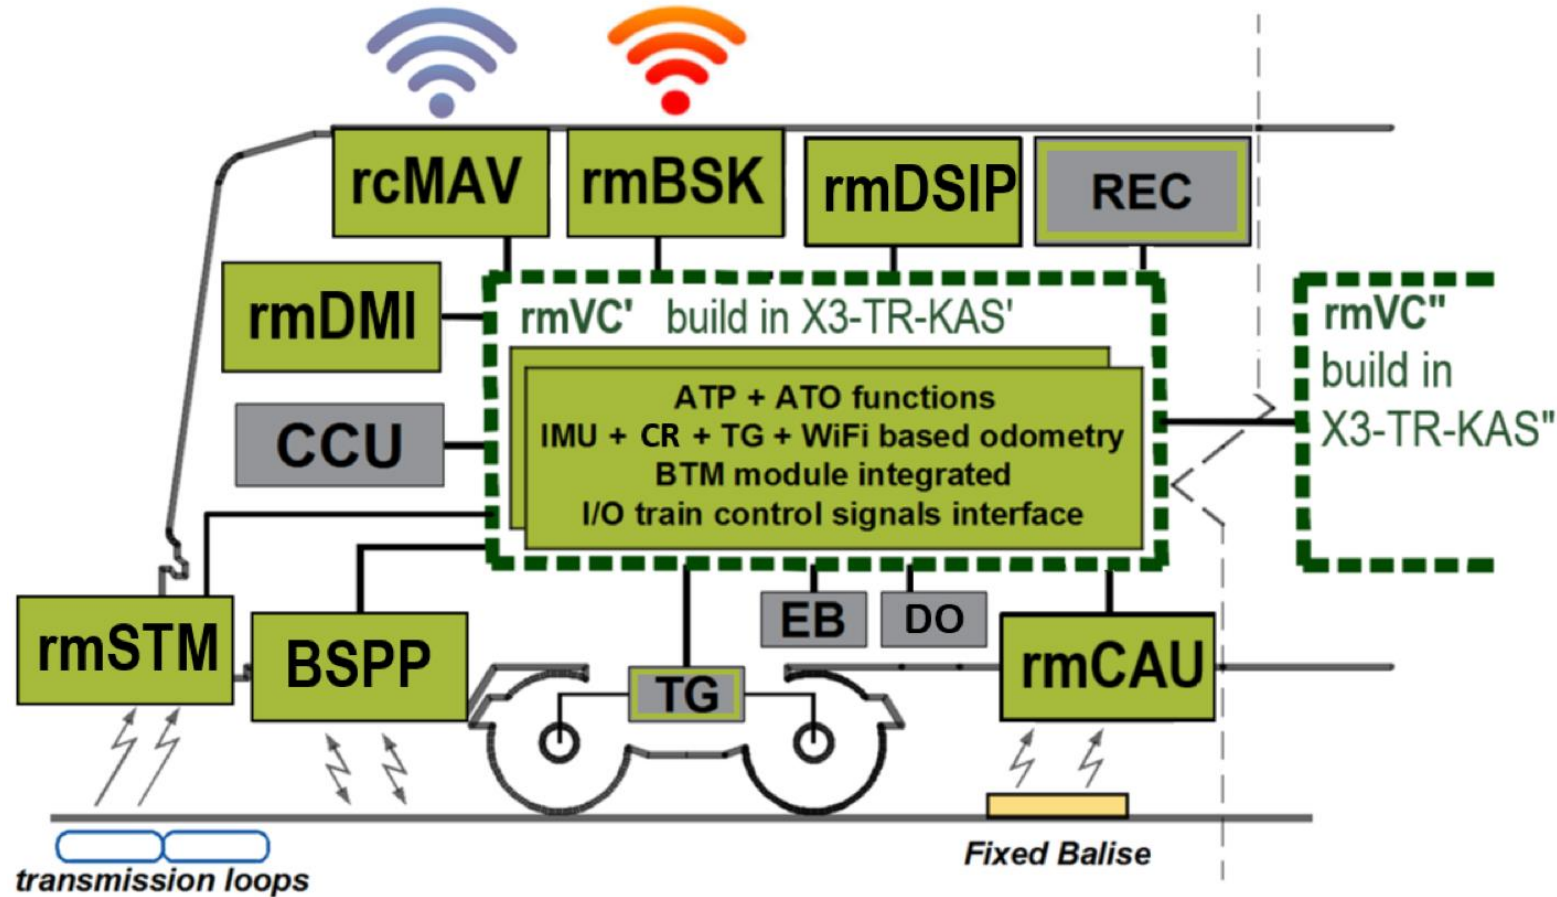 rcMAV
rmBSK
rmDSIP
REC
rmDMI
rmVC' build in X3-TR-KAS'
rmVC"
build in
X3-TR-KAS"
CCU
ATP + ATO functions
IMU + CR + TG + WiFi based odometry
BTM module integrated
I/O train control signals interface
rmSTM
BSPP
TG
EB
DO
rmCAU
transmission loops
Fixed Balise